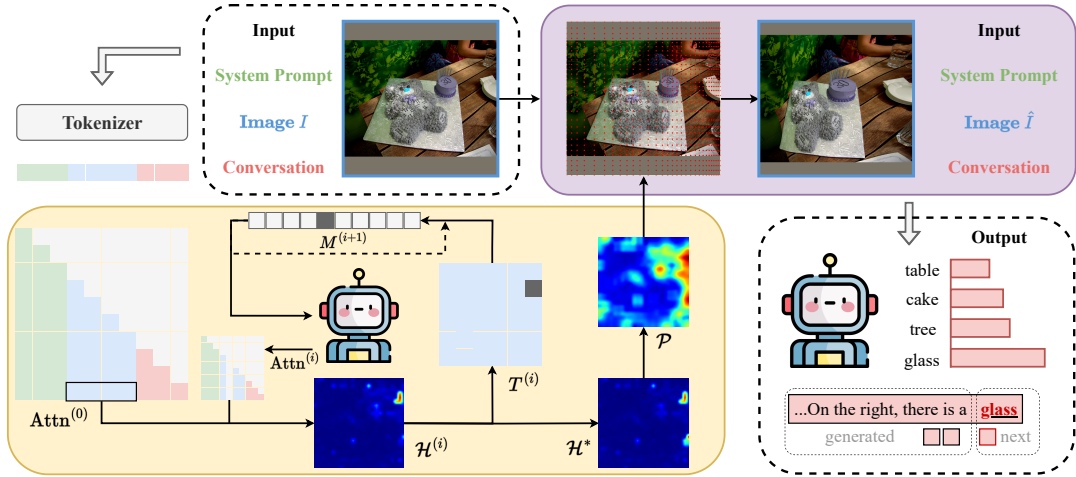 Input
System Prompt
Image I
Conversation
Tokenizer
Input
System Prompt
Image Î
Conversation
M^{(i+1)}
Attn^{(i)}
T^{(i)}
P
Attn^{(0)}
H^{(i)}
H^*
Output
table
cake
tree
glass
...On the right, there is a glass
generated
next